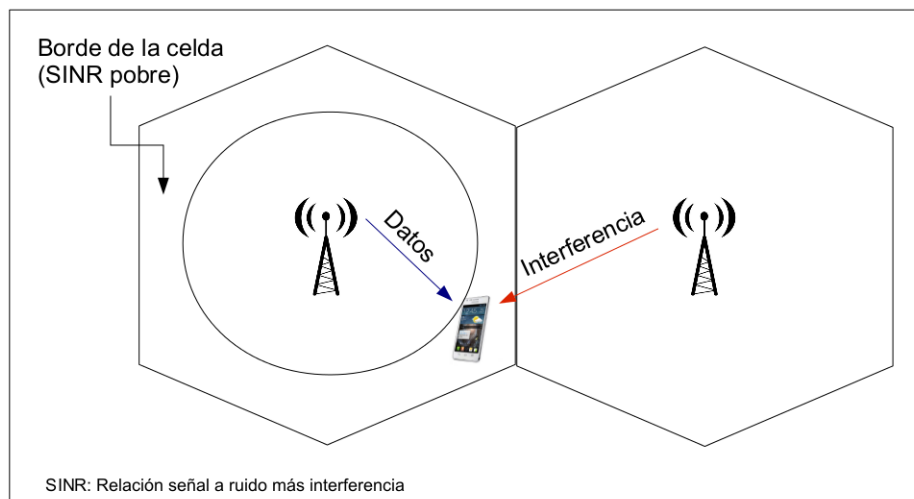 Borde de la celda
(SINR pobre)
Datos
Interferencia
SINR: Relación señal a ruido más interferencia